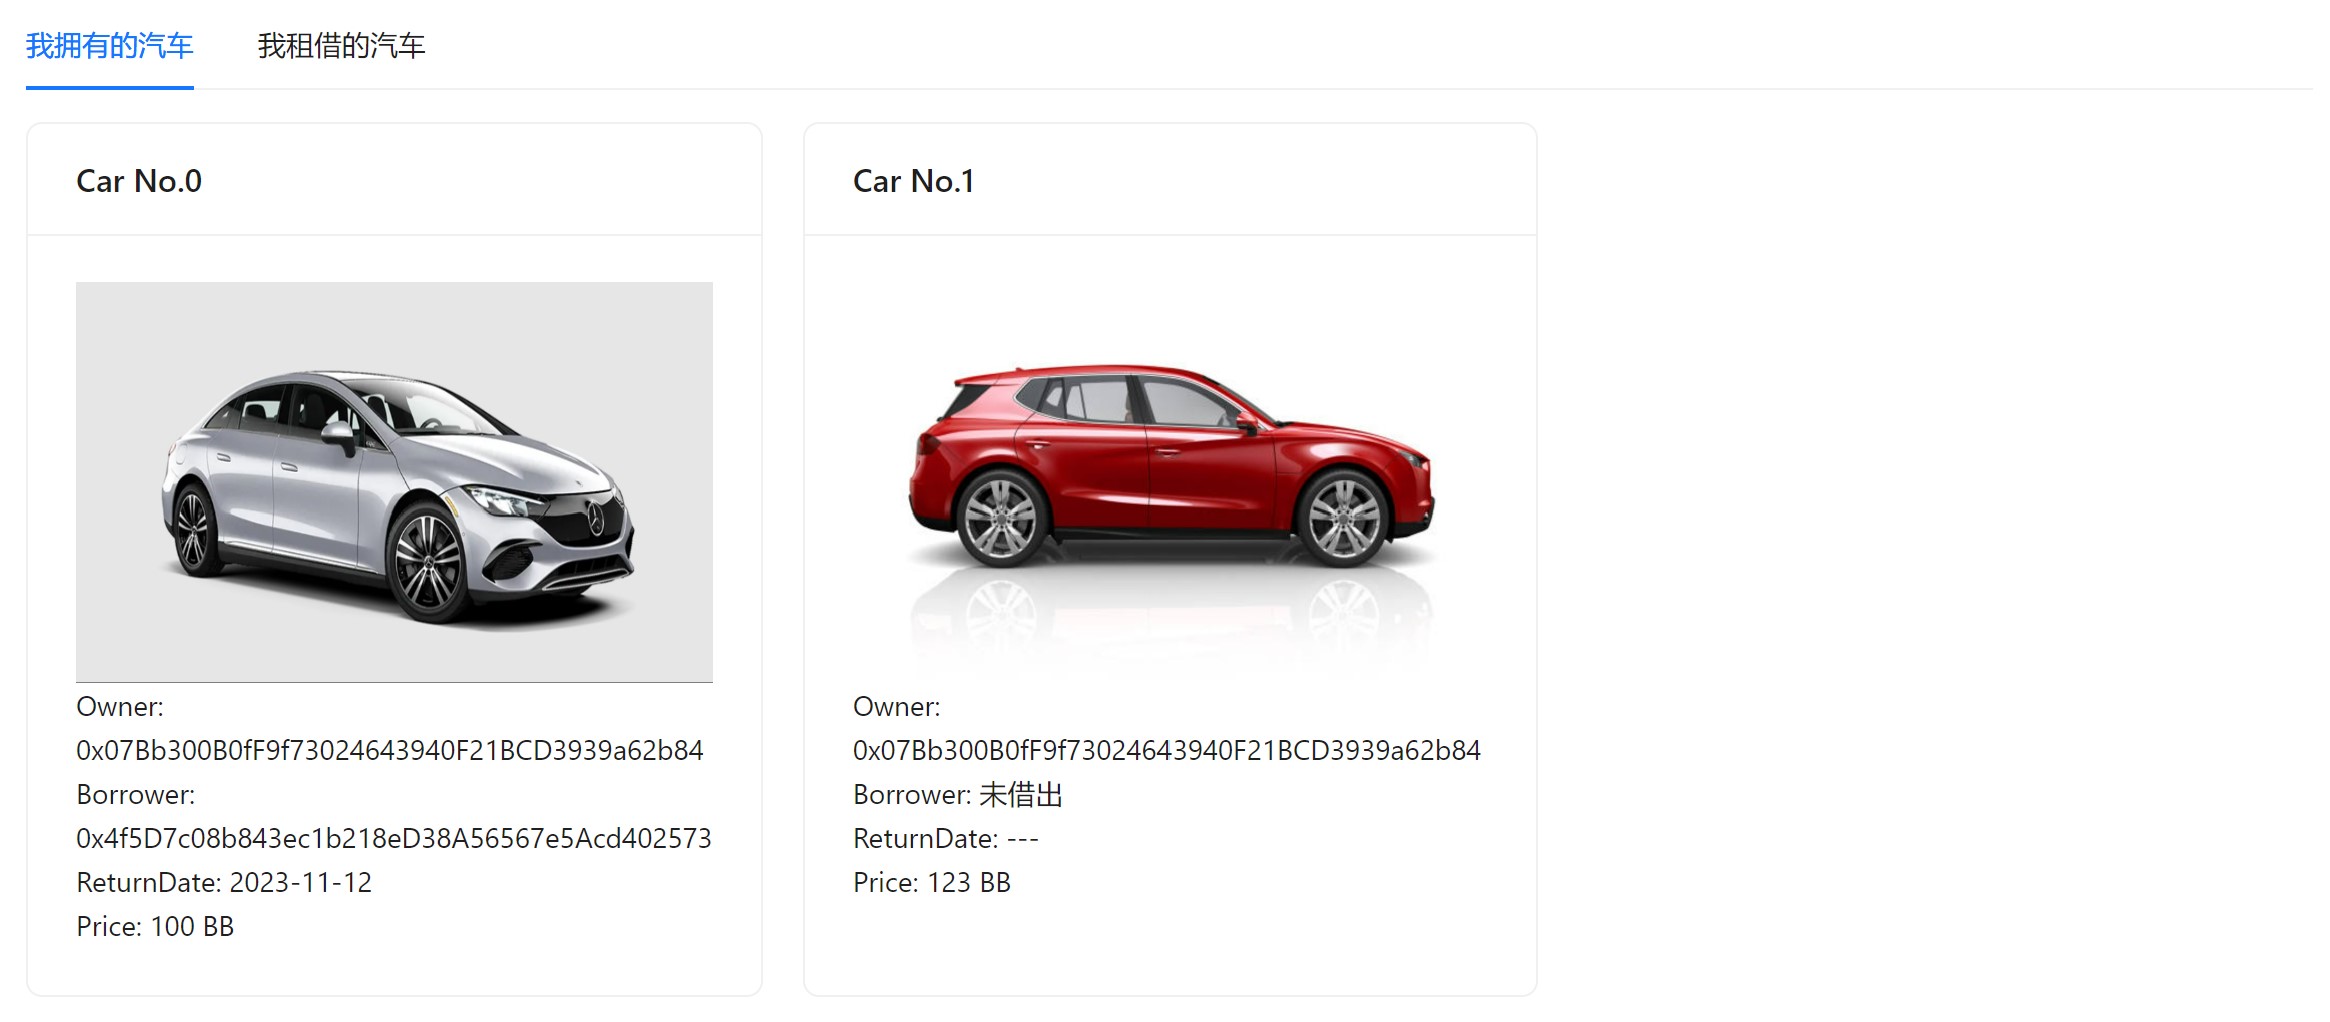 我拥有的汽车 我租借的汽车
Car No.0
Owner:
0x07Bb300B0fF9f73024643940F21BCD3939a62b84
Borrower:
0x4f5D7c08b843ec1b218eD38A56567e5Acd402573
ReturnDate: 2023-11-12
Price: 100 BB
Car No.1
Owner:
0x07Bb300B0fF9f73024643940F21BCD3939a62b84
Borrower: 未借出
ReturnDate: ---
Price: 123 BB